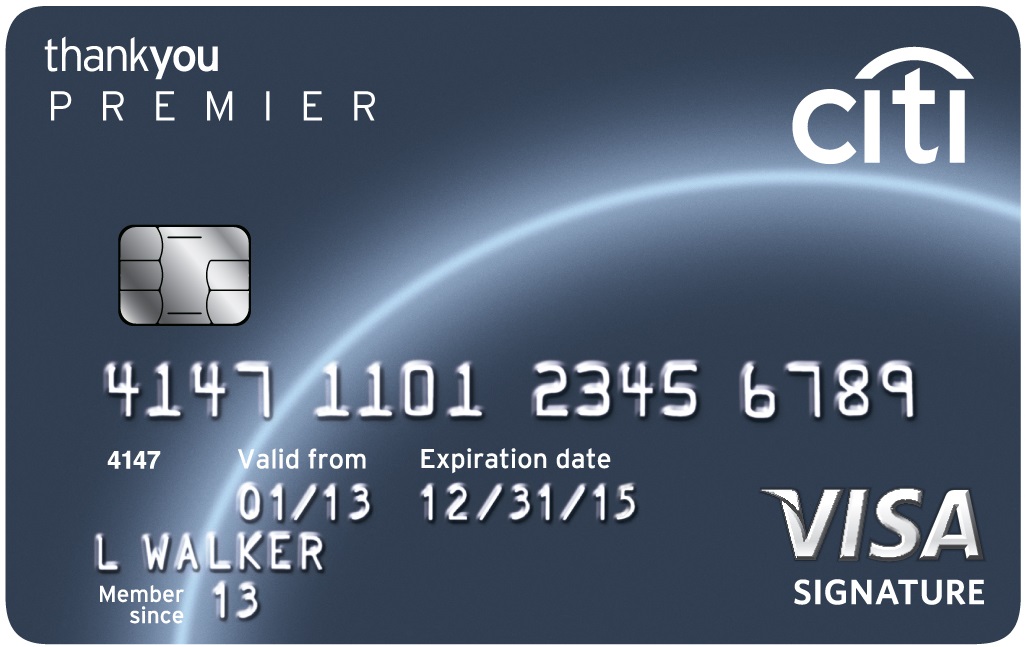 thankyou
PREMIER
citi
4147 1101 2345 6789
4147 Valid from Expiration date
01/13 12/31/15
L WALKER
Member since 13
VISA
SIGNATURE